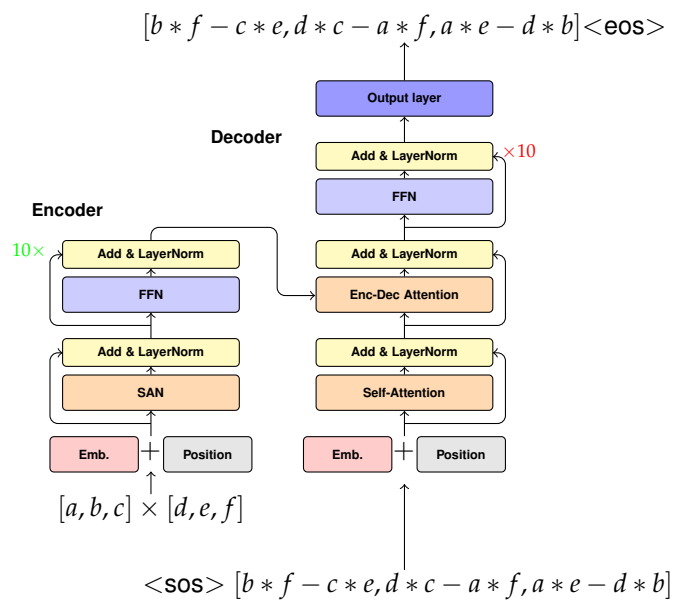 [b ∗ f − c ∗ e, d ∗ c − a ∗ f, a ∗ e − d ∗ b]<eos>
Output layer
Decoder
Add & LayerNorm
×10
FFN
Encoder
10×
Add & LayerNorm
FFN
Add & LayerNorm
SAN
Emb.
+
Position
[a, b, c] × [d, e, f]
Add & LayerNorm
Enc-Dec Attention
Add & LayerNorm
Self-Attention
Emb.
+
Position
<sos> [b ∗ f − c ∗ e, d ∗ c − a ∗ f, a ∗ e − d ∗ b]